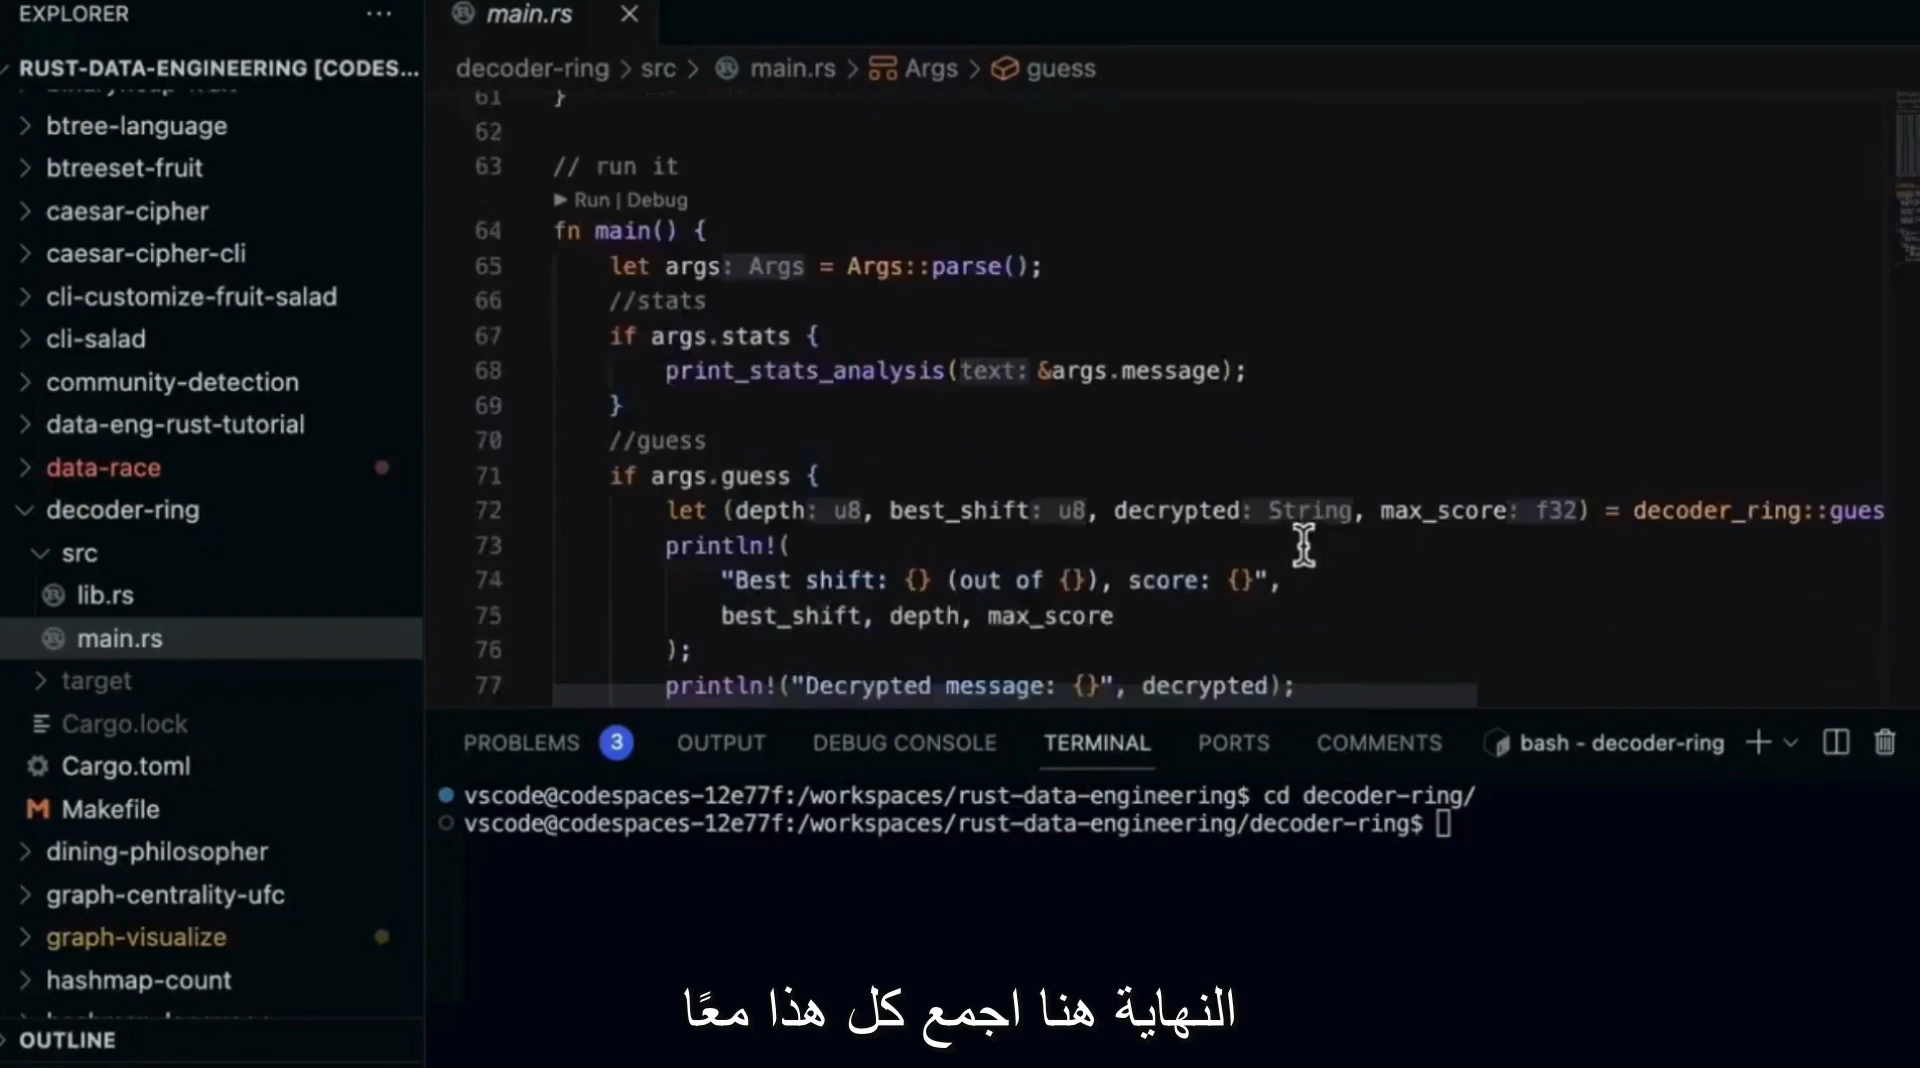 EXPLORER
RUST-DATA-ENGINEERING [CODES...
btree-language
btreeset-fruit
caesar-cipher
caesar-cipher-cli
cli-customize-fruit-salad
cli-salad
community-detection
data-eng-rust-tutorial
data-race
decoder-ring
src
lib.rs
main.rs
target
Cargo.lock
Cargo.toml
Makefile
dining-philosopher
graph-centrality-ufc
graph-visualize
hashmap-count
OUTLINE
main.rs
decoder-ring > src > main.rs > Args > guess
61 }
62
63 // run it
Run | Debug
64 fn main() {
65 let args: Args = Args::parse();
66 //stats
67 if args.stats {
68 print_stats_analysis(text: &args.message);
69 }
70 //guess
71 if args.guess {
72 let (depth: u8, best_shift: u8, decrypted: String, max_score: f32) = decoder_ring::gues
73 println!(
74 "Best shift: {} (out of {}), score: {}",
75 best_shift, depth, max_score
76 );
77 println!("Decrypted message: {}", decrypted);
PROBLEMS 3 OUTPUT DEBUG CONSOLE TERMINAL PORTS COMMENTS bash - decoder-ring
vscode@codespaces-12e77f:/workspaces/rust-data-engineering$ cd decoder-ring/
vscode@codespaces-12e77f:/workspaces/rust-data-engineering/decoder-ring$
النهاية هنا اجمع كل هذا معًا